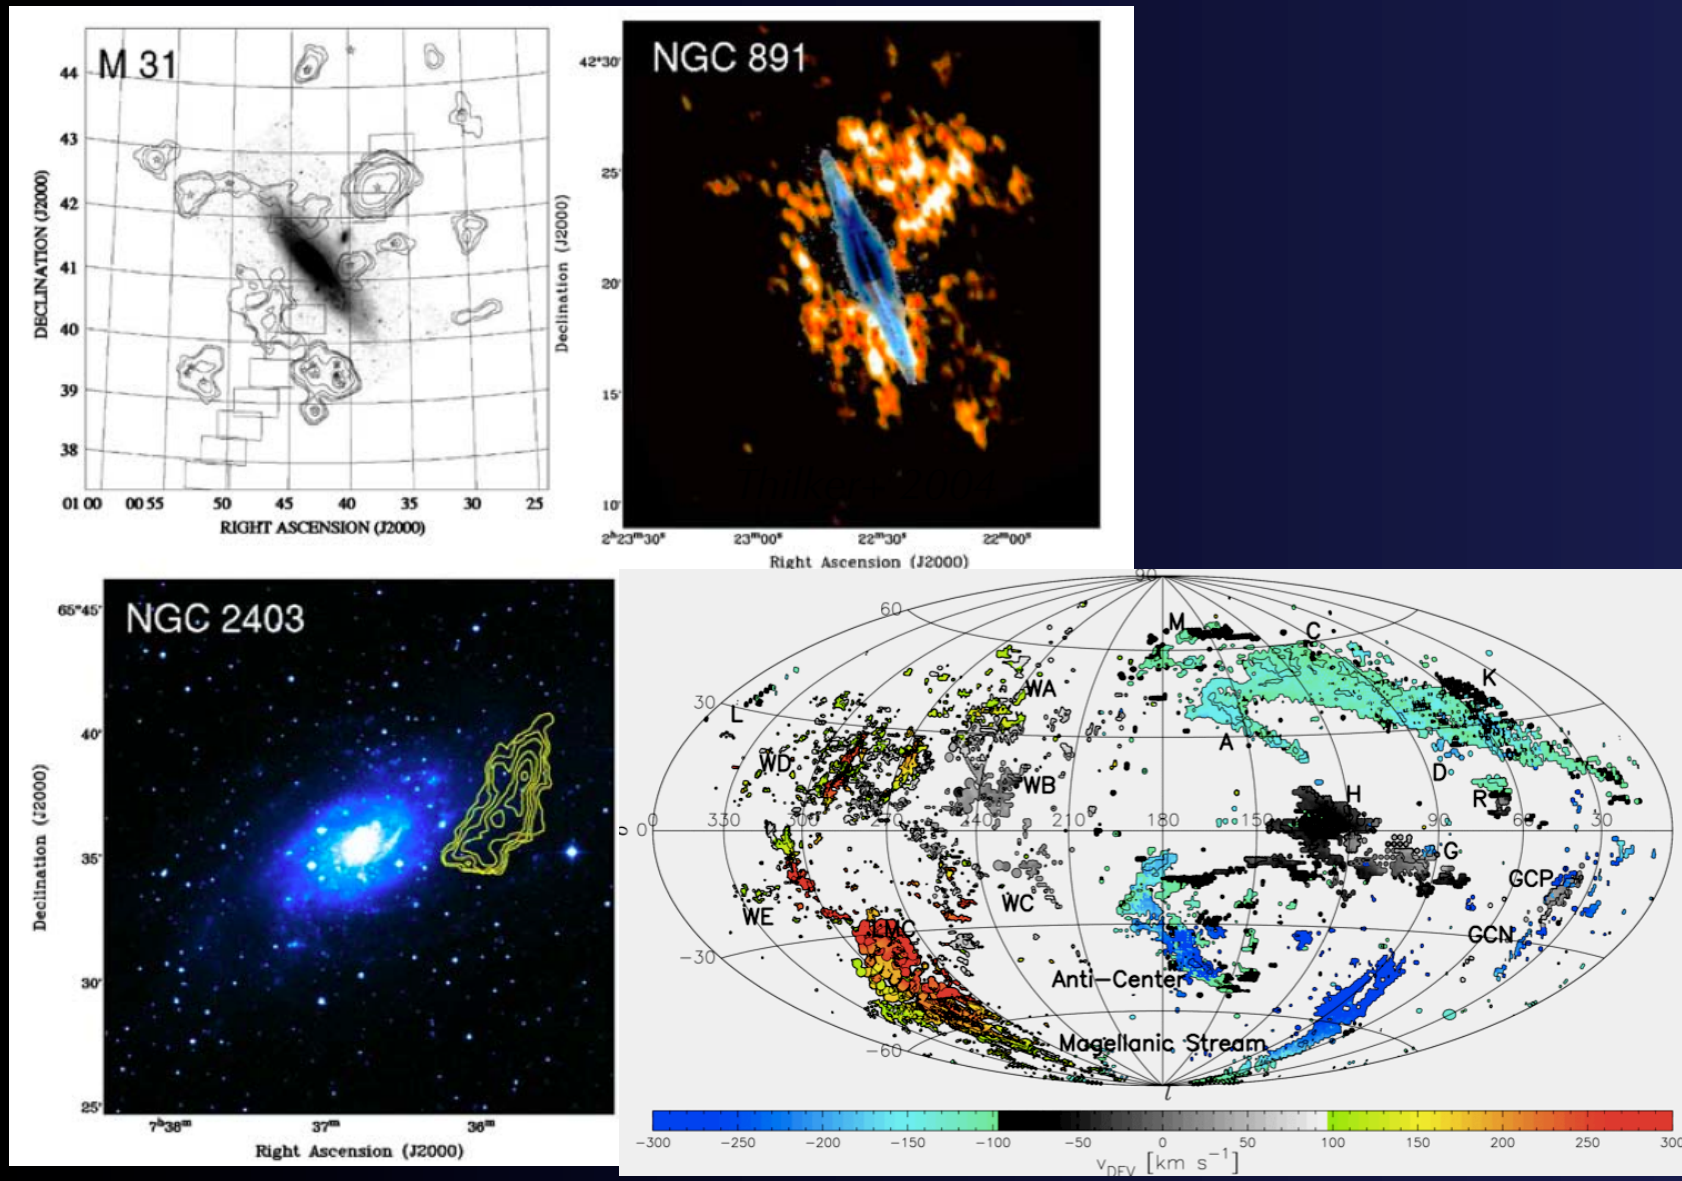 M 31
44
43
42
41
40
39
38
DECLINATION (J2000)
01 00 00 55 50 45 40 35 30 25
RIGHT ASCENSION (J2000)
NGC 891
42°30'
25'
20'
15'
10'
Declination (J2000)
2ʰ23ᵐ30ˢ 23ᵐ00ˢ 22ᵐ30ˢ 22ᵐ00ˢ
Right Ascension (J2000)
NGC 2403
65°45'
40'
35'
30'
25'
Declination (J2000)
7ʰ38ᵐ 37ᵐ 36ᵐ
Right Ascension (J2000)
90
60
M C
K
30 30
WA
L
A
WD
D
WB
H R
0 330 300 270 240 210 180 150 90 60 30
G
GCP
WC
WE
LMC
GCN
-30
Anti-Center
Magellanic Stream
-60
l
-300 -250 -200 -150 -100 -50 0 50 100 150 200 250 300
v_DEV [km s⁻¹]